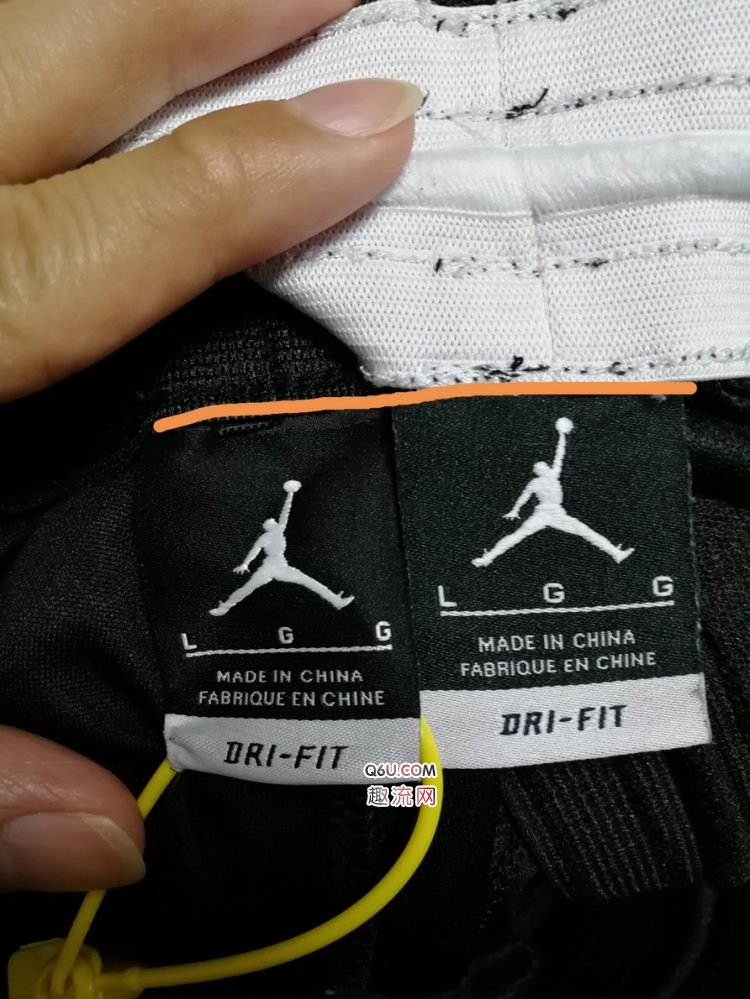 L G G
MADE IN CHINA
FABRIQUE EN CHINE
DRI-FIT
L G G
MADE IN CHINA
FABRIQUE EN CHINE
DRI-FIT
Q6U.COM
趣流网